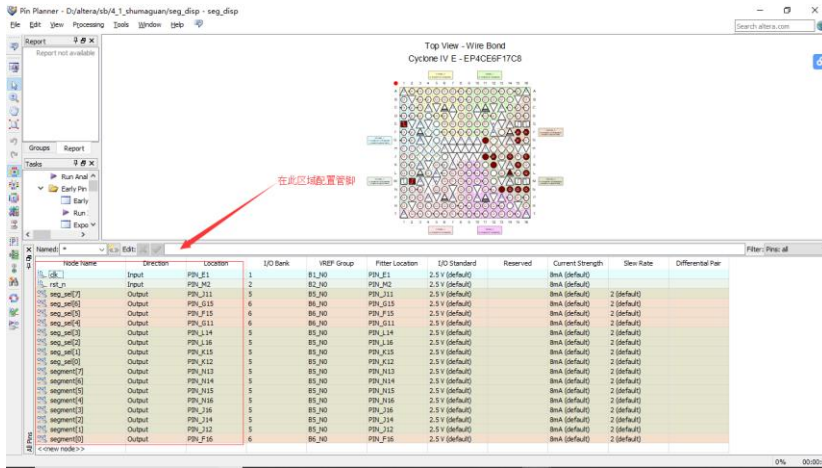 Pin Planner - D:/altera/sb/4_1_shumaguan/seg_disp - seg_disp
File Edit View Processing Tools Window Help
Search altera.com
Report
Report not available
Top View - Wire Bond
Cyclone IV E - EP4CE6F17C8
Groups Report
Tasks
Run Anal
Early Pin
Early
Run
Expo
在此区域配置管脚
Named: * Edit:
Filter: Pins: all
Node Name Direction Location I/O Bank VREF Group Fitter Location I/O Standard Reserved Current Strength Slew Rate Differential Pair
clk Input PIN_E1 1 B1_N0 PIN_E1 2.5 V (default) 8mA (default)
rst_n Input PIN_M2 2 B2_N0 PIN_M2 2.5 V (default) 8mA (default)
seg_sel[7] Output PIN_J11 5 B5_N0 PIN_J11 2.5 V (default) 8mA (default) 2 (default)
seg_sel[6] Output PIN_G15 6 B6_N0 PIN_G15 2.5 V (default) 8mA (default) 2 (default)
seg_sel[5] Output PIN_F15 6 B6_N0 PIN_F15 2.5 V (default) 8mA (default) 2 (default)
seg_sel[4] Output PIN_G11 6 B6_N0 PIN_G11 2.5 V (default) 8mA (default) 2 (default)
seg_sel[3] Output PIN_L14 5 B5_N0 PIN_L14 2.5 V (default) 8mA (default) 2 (default)
seg_sel[2] Output PIN_L16 5 B5_N0 PIN_L16 2.5 V (default) 8mA (default) 2 (default)
seg_sel[1] Output PIN_K15 5 B5_N0 PIN_K15 2.5 V (default) 8mA (default) 2 (default)
seg_sel[0] Output PIN_K12 5 B5_N0 PIN_K12 2.5 V (default) 8mA (default) 2 (default)
segment[7] Output PIN_N13 5 B5_N0 PIN_N13 2.5 V (default) 8mA (default) 2 (default)
segment[6] Output PIN_N14 5 B5_N0 PIN_N14 2.5 V (default) 8mA (default) 2 (default)
segment[5] Output PIN_N15 5 B5_N0 PIN_N15 2.5 V (default) 8mA (default) 2 (default)
segment[4] Output PIN_N16 5 B5_N0 PIN_N16 2.5 V (default) 8mA (default) 2 (default)
segment[3] Output PIN_J16 5 B5_N0 PIN_J16 2.5 V (default) 8mA (default) 2 (default)
segment[2] Output PIN_J14 5 B5_N0 PIN_J14 2.5 V (default) 8mA (default) 2 (default)
segment[1] Output PIN_J12 5 B5_N0 PIN_J12 2.5 V (default) 8mA (default) 2 (default)
segment[0] Output PIN_F16 6 B6_N0 PIN_F16 2.5 V (default) 8mA (default) 2 (default)
<<new node>>
All Pins
0% 00:00: